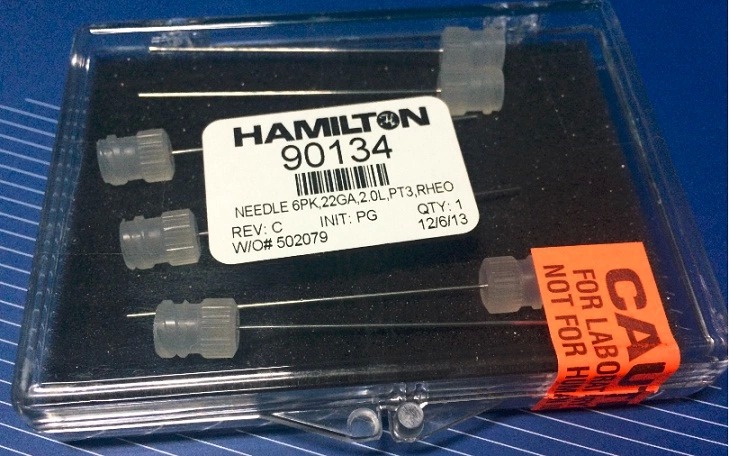 HAMILTON
90134
NEEDLE 6PK,22GA,2.0L,PT3,RHEO
REV: C INIT: PG QTY: 1
W/O# 502079 12/6/13
CAU
FOR LABO
NOT FOR HU